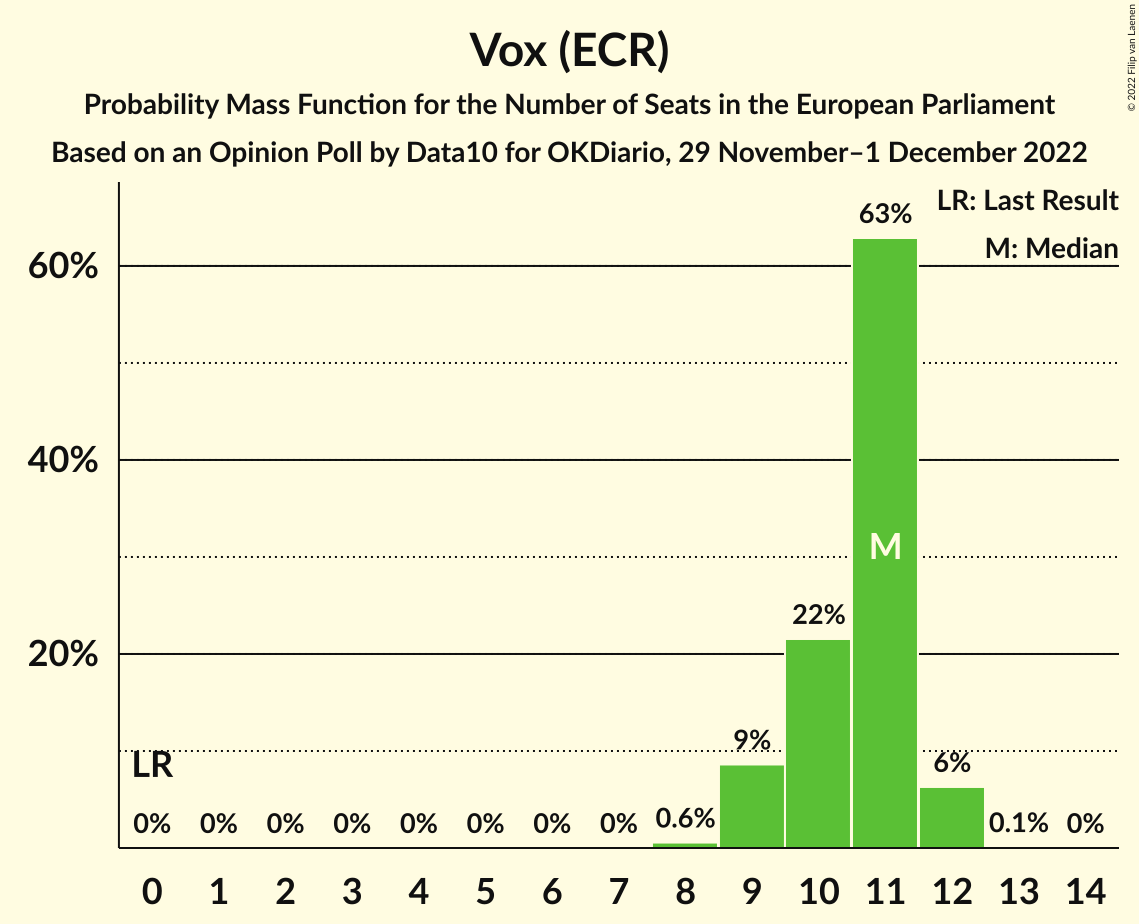 Vox (ECR)
Probability Mass Function for the Number of Seats in the European Parliament
Based on an Opinion Poll by Data10 for OKDiario, 29 November–1 December 2022
© 2022 Filip van Laenen
LR: Last Result
M: Median
60%
40%
20%
LR
M
0% 0% 0% 0% 0% 0% 0% 0% 0.6% 9% 22% 63% 6% 0.1% 0%
0 1 2 3 4 5 6 7 8 9 10 11 12 13 14